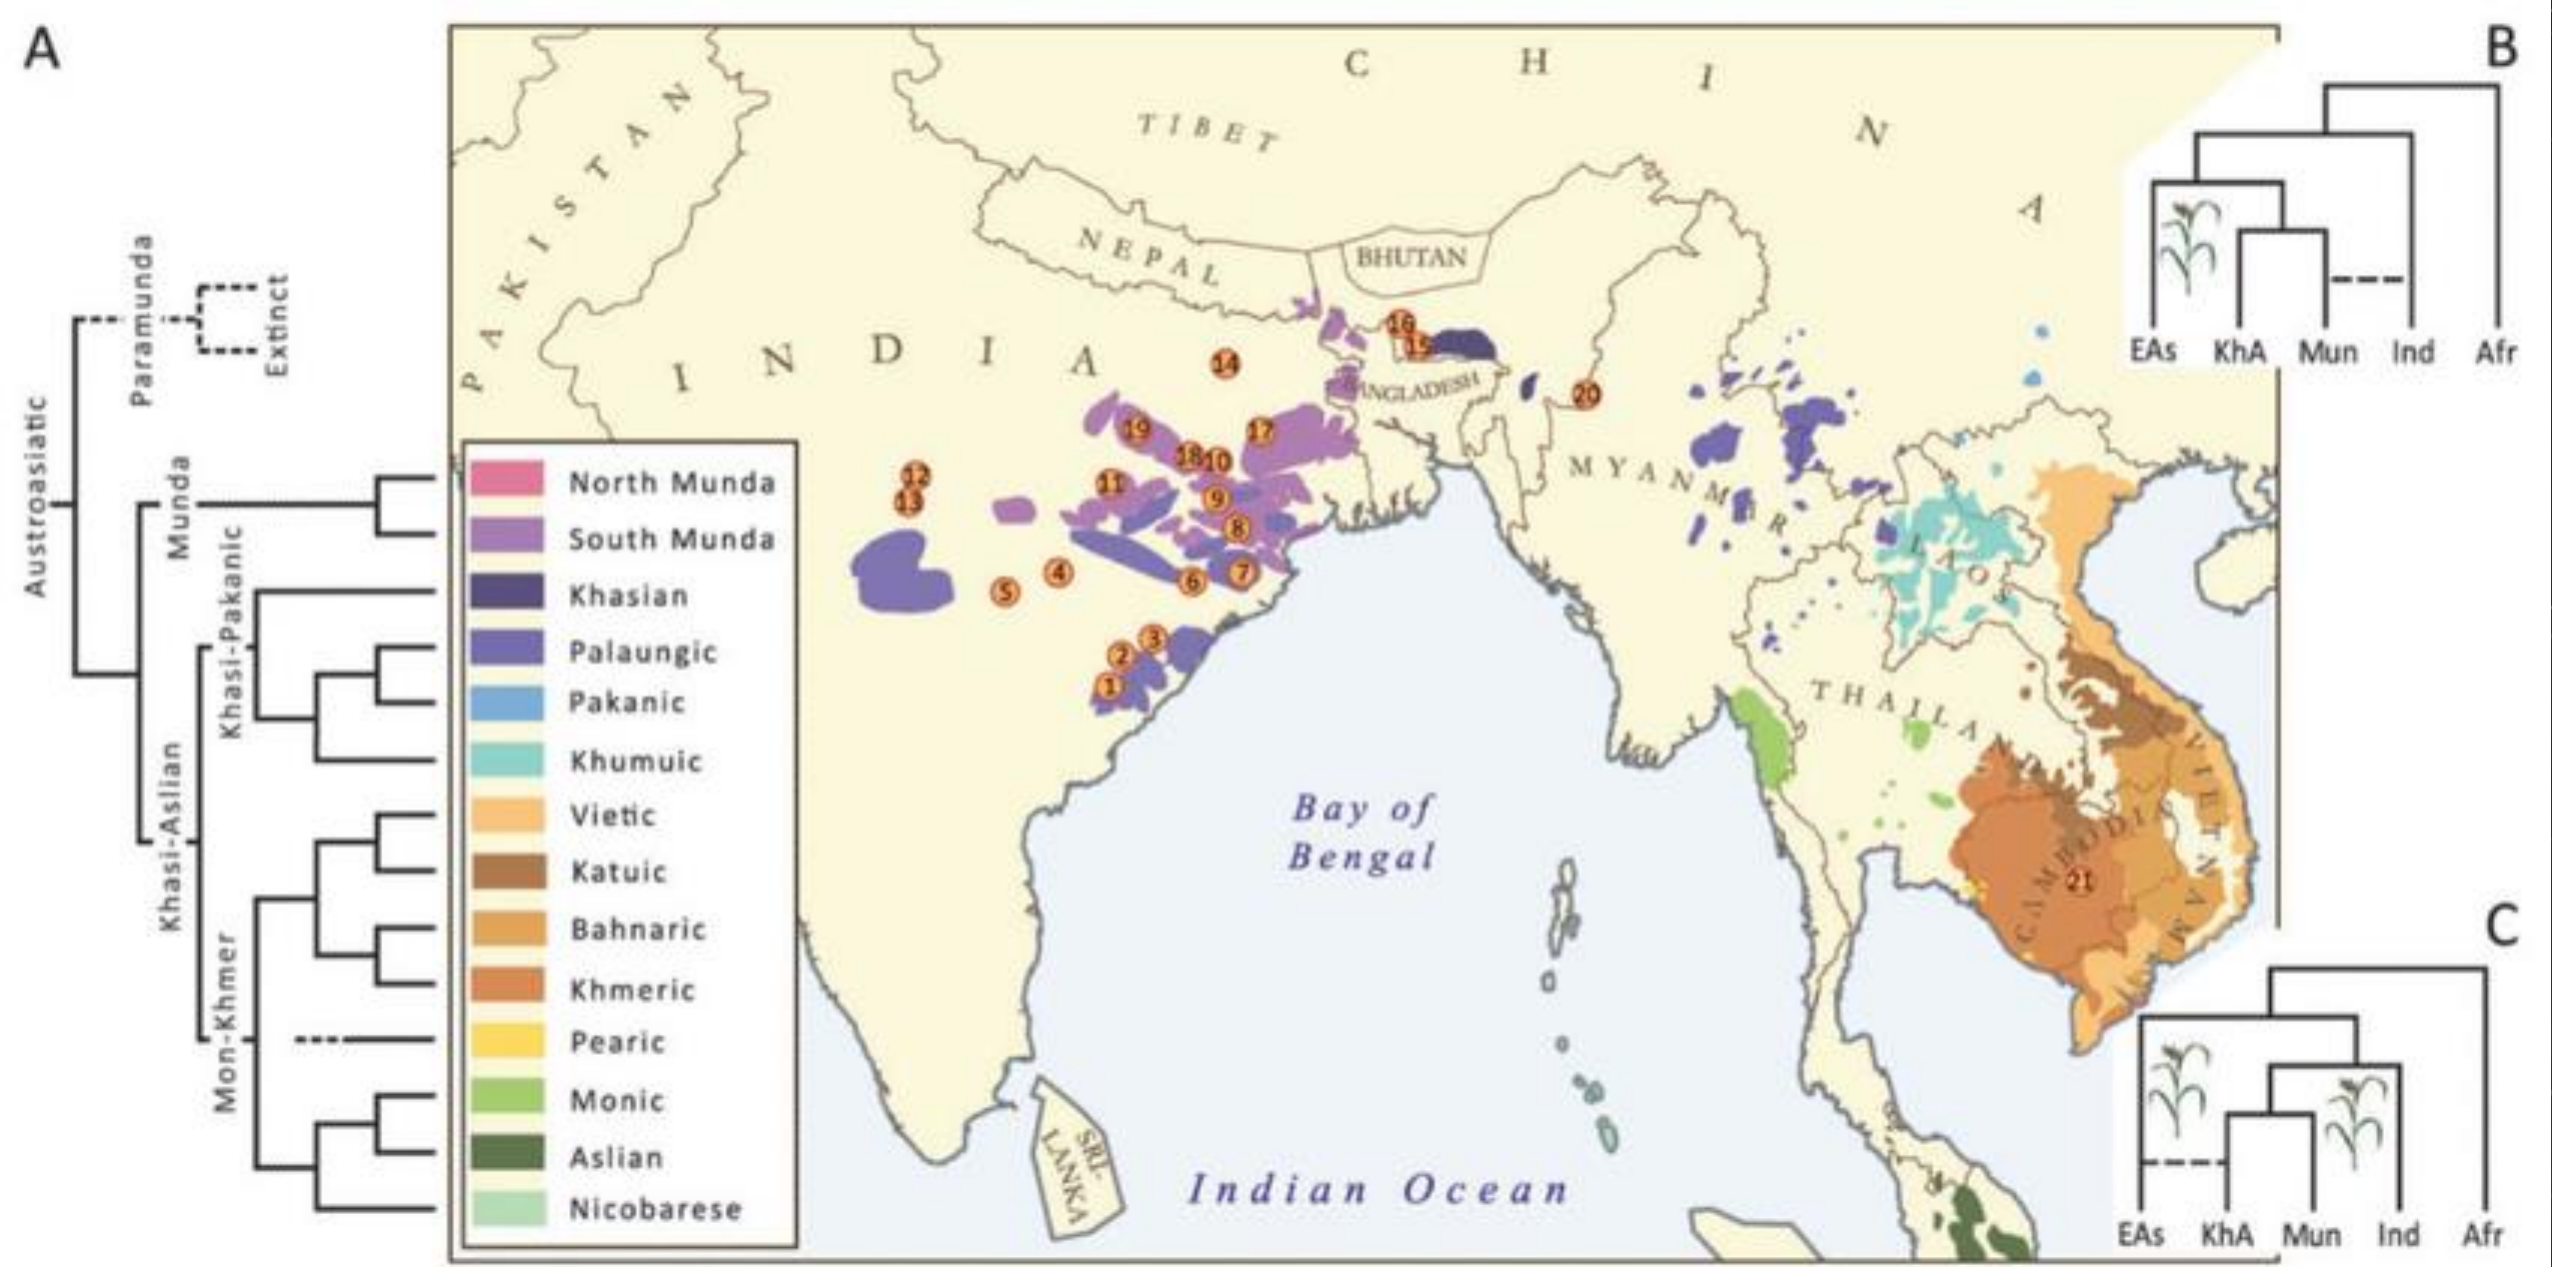 A
B
C
Austroasiatic
Paramunda
Extinct
Munda
Khasi-Aslian
Khasi-Pakanic
Mon-Khmer
North Munda
South Munda
Khasian
Palaungic
Pakanic
Khumuic
Vietic
Katuic
Bahnaric
Khmeric
Pearic
Monic
Aslian
Nicobarese
CHINA
TIBET
PAKISTAN
NEPAL
BHUTAN
INDIA
ANGLADESH
MYANMAR
LAOS
THAILAN
CAMBODIA
VIETNAM
SRI-
LANKA
Bay of
Bengal
Indian Ocean
16
15
14
20
19
17
18
10
12
13
11
9
8
5
4
6
7
3
2
1
21
EAs KhA Mun Ind Afr
EAs KhA Mun Ind Afr